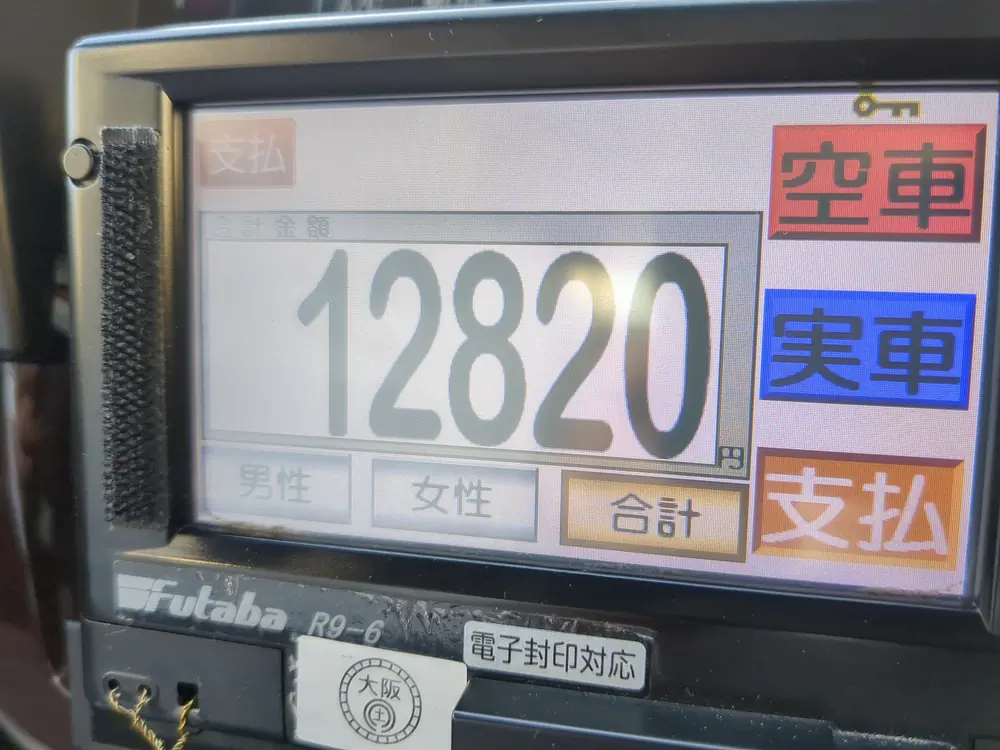 支払
空車
合計金額
12820
円
実車
男性
女性
合計
支払
Futaba R9-6
電子封印対応
大阪